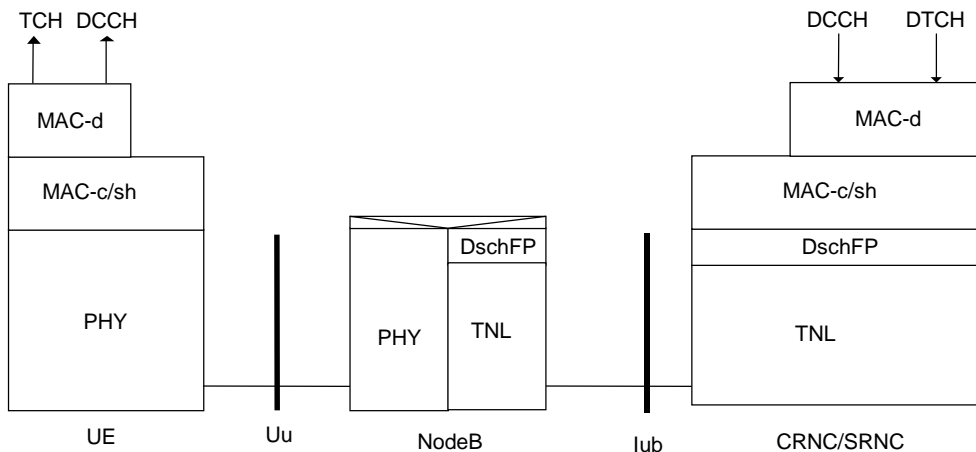 TCH DCCH
DCCH DTCH
MAC-d
MAC-d
MAC-c/sh
MAC-c/sh
DschFP
DschFP
PHY
PHY
TNL
TNL
UE
Uu
NodeB
Iub
CRNC/SRNC